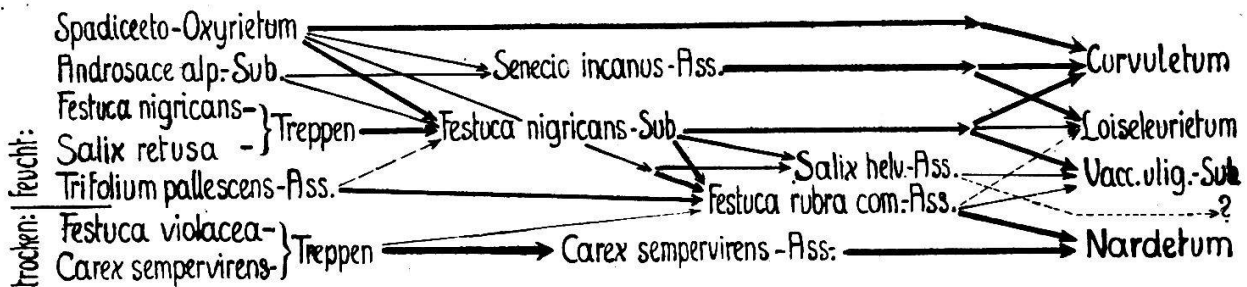 Spadiceeto-Oxyrietum
Androsace alp.-Sub.
Senecio incanus-Ass.
Curvuletum
Festuca nigricans-
Salix retusa -
Treppen
Festuca nigricans-Sub.
Loiseleurietum
Trifolium pallescens-Ass.
Salix helv.-Ass.
Vacc. ulig.-Sub
Festuca rubra com.-Ass.
?
Festuca violacea-
Carex sempervirens-
Treppen
Carex sempervirens-Ass.
Nardetum
feucht:
trocken: